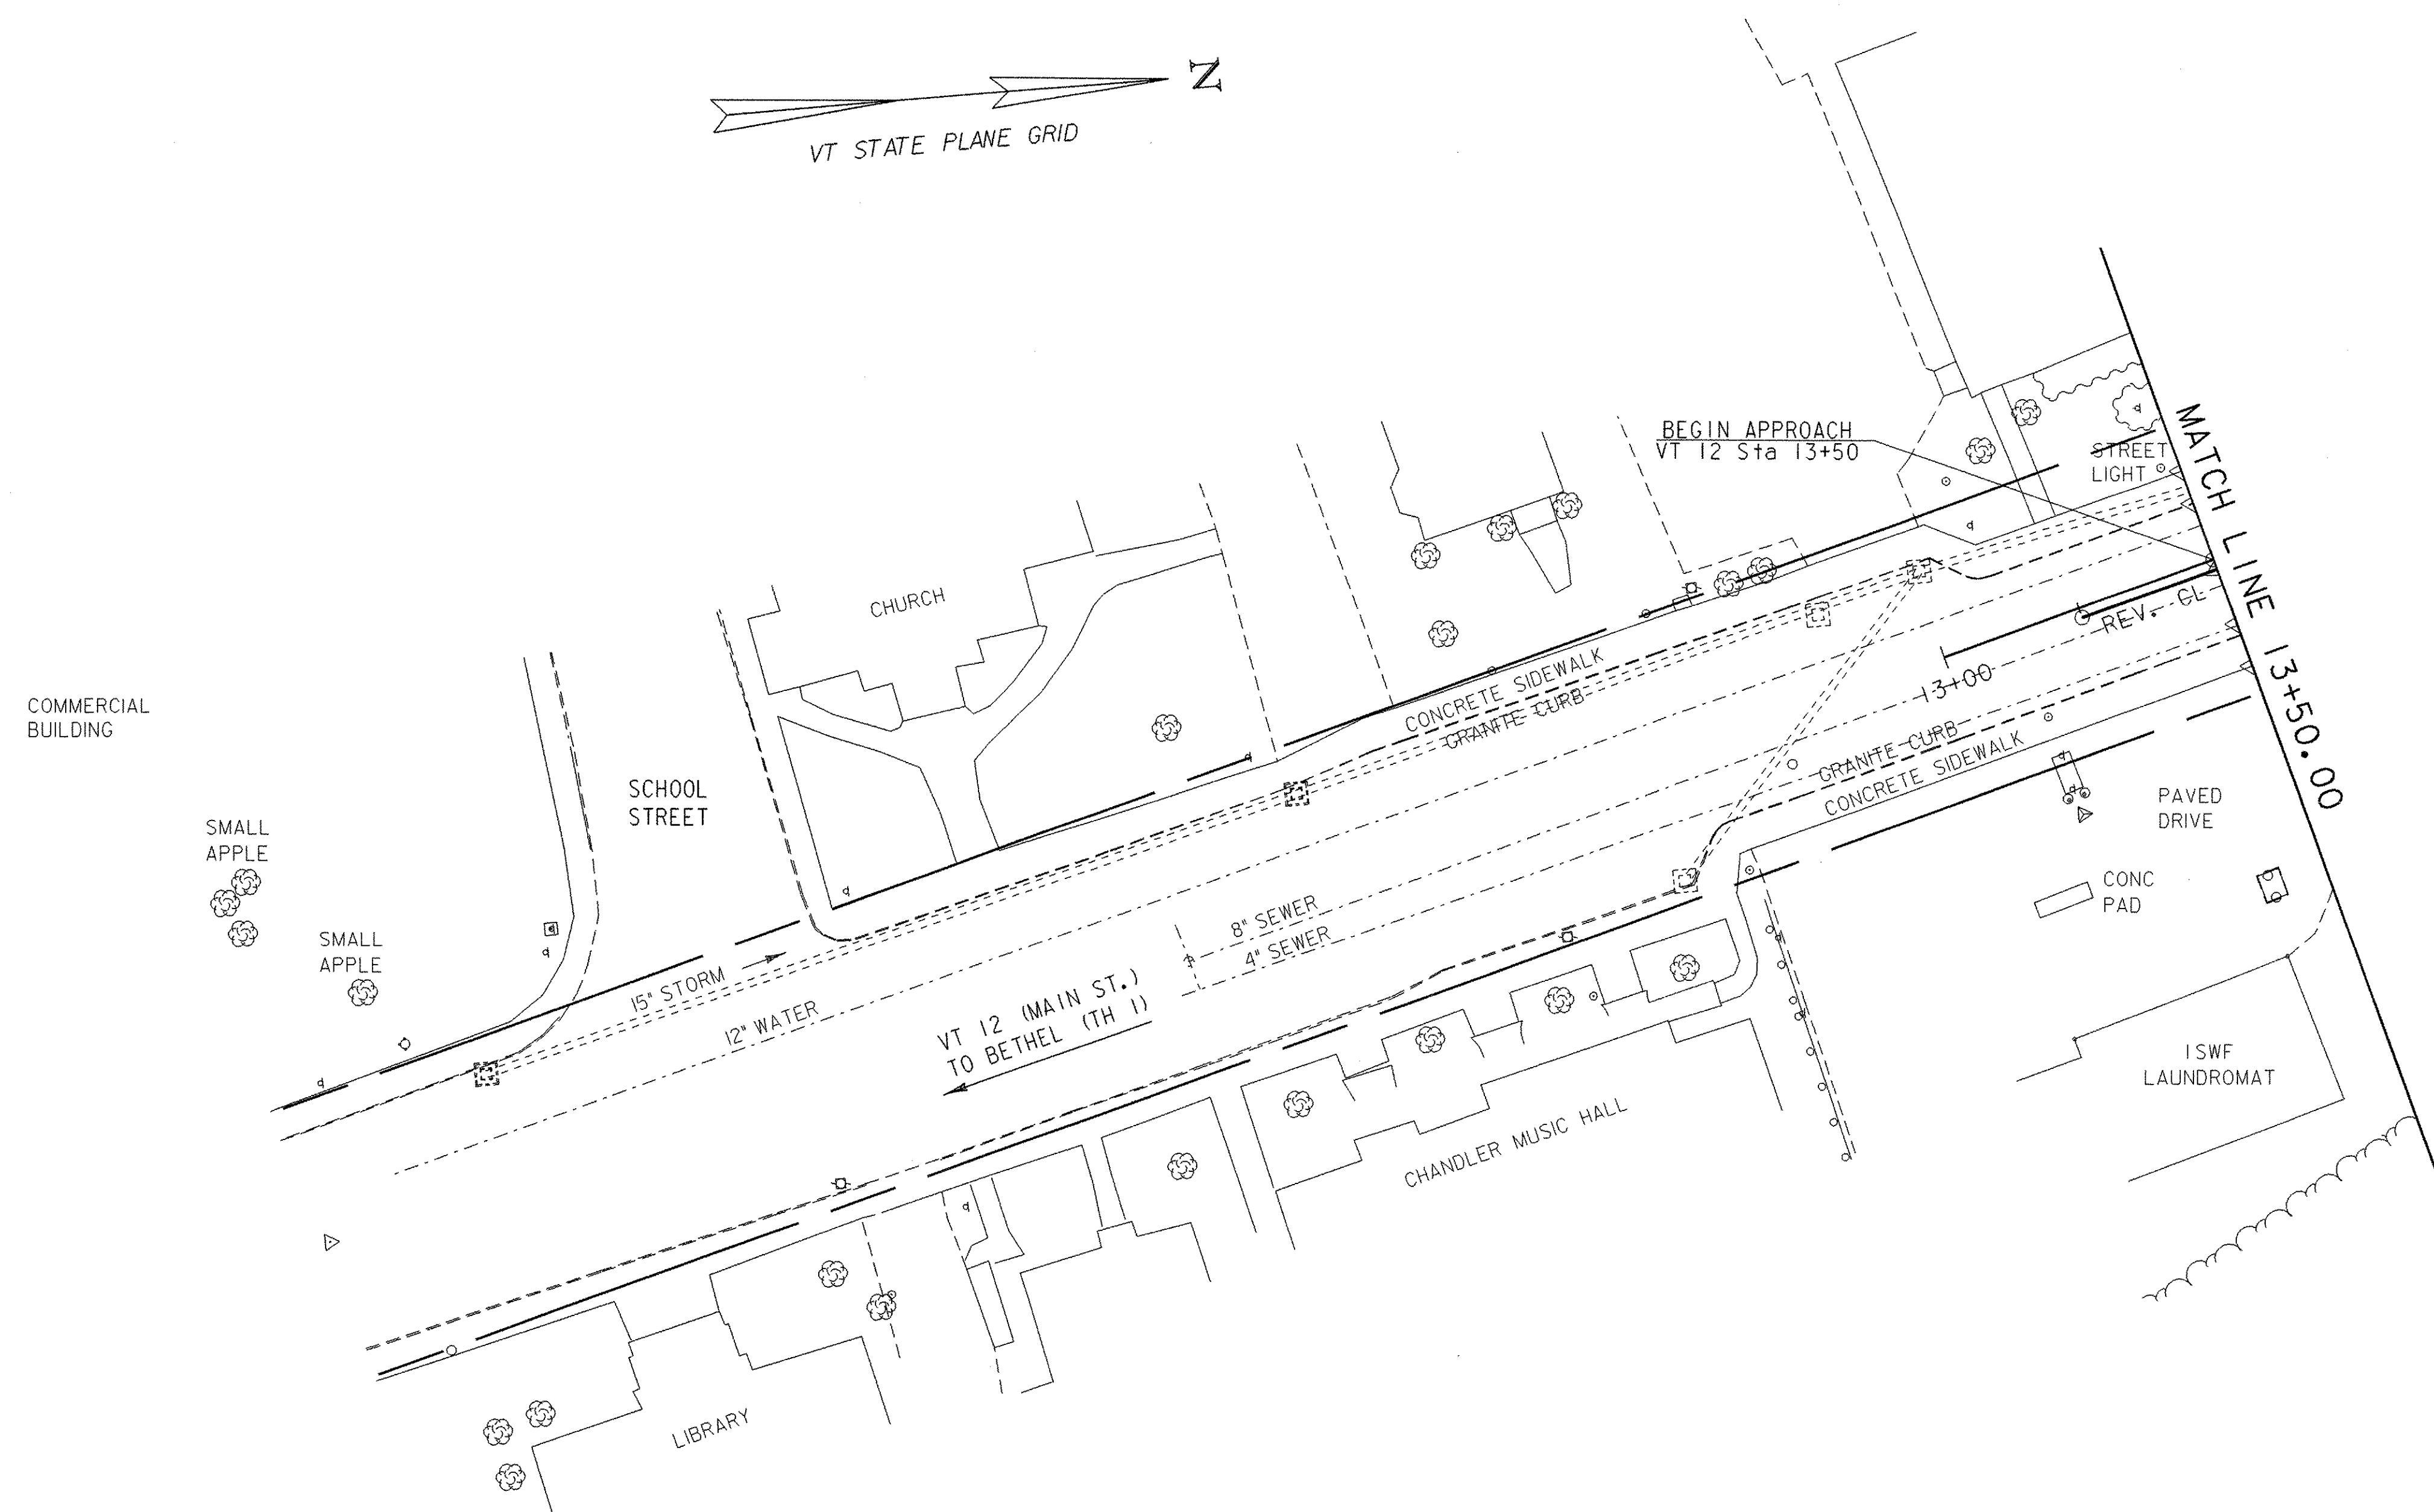 N
VT STATE PLANE GRID
BEGIN APPROACH
VT 12 Sta 13+50
STREET
LIGHT
MATCH LINE 13+50.00
REV. CL
13+00
CHURCH
CONCRETE SIDEWALK
GRANITE CURB
GRANITE CURB
CONCRETE SIDEWALK
COMMERCIAL
BUILDING
SCHOOL
STREET
SMALL
APPLE
SMALL
APPLE
PAVED
DRIVE
CONC
PAD
15" STORM
12" WATER
8" SEWER
4" SEWER
VT 12 (MAIN ST.)
TO BETHEL (TH 1)
1SWF
LAUNDROMAT
CHANDLER MUSIC HALL
LIBRARY